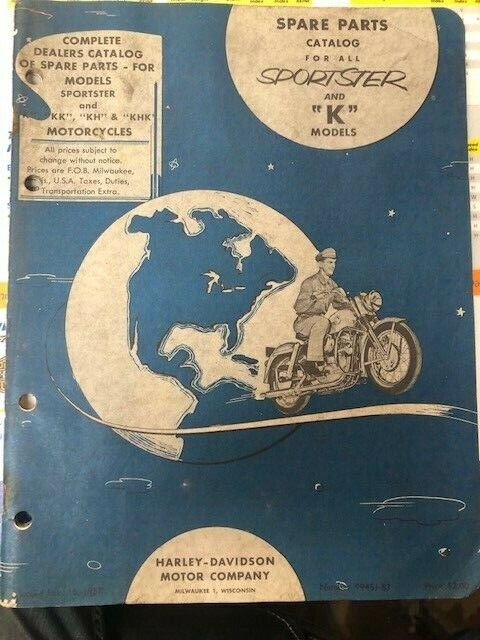 COMPLETE
DEALERS CATALOG
OF SPARE PARTS - FOR
MODELS
SPORTSTER
and
KK", "KH" & "KHK"
MOTORCYCLES
All prices subject to
change without notice.
Prices are F.O.B. Milwaukee,
U.S.A. Taxes, Duties,
Transportation Extra.
SPARE PARTS
CATALOG
FOR ALL
SPORTSTER
AND
"K"
MODELS
HARLEY-DAVIDSON
MOTOR COMPANY
MILWAUKEE 1, WISCONSIN
Price $2.00